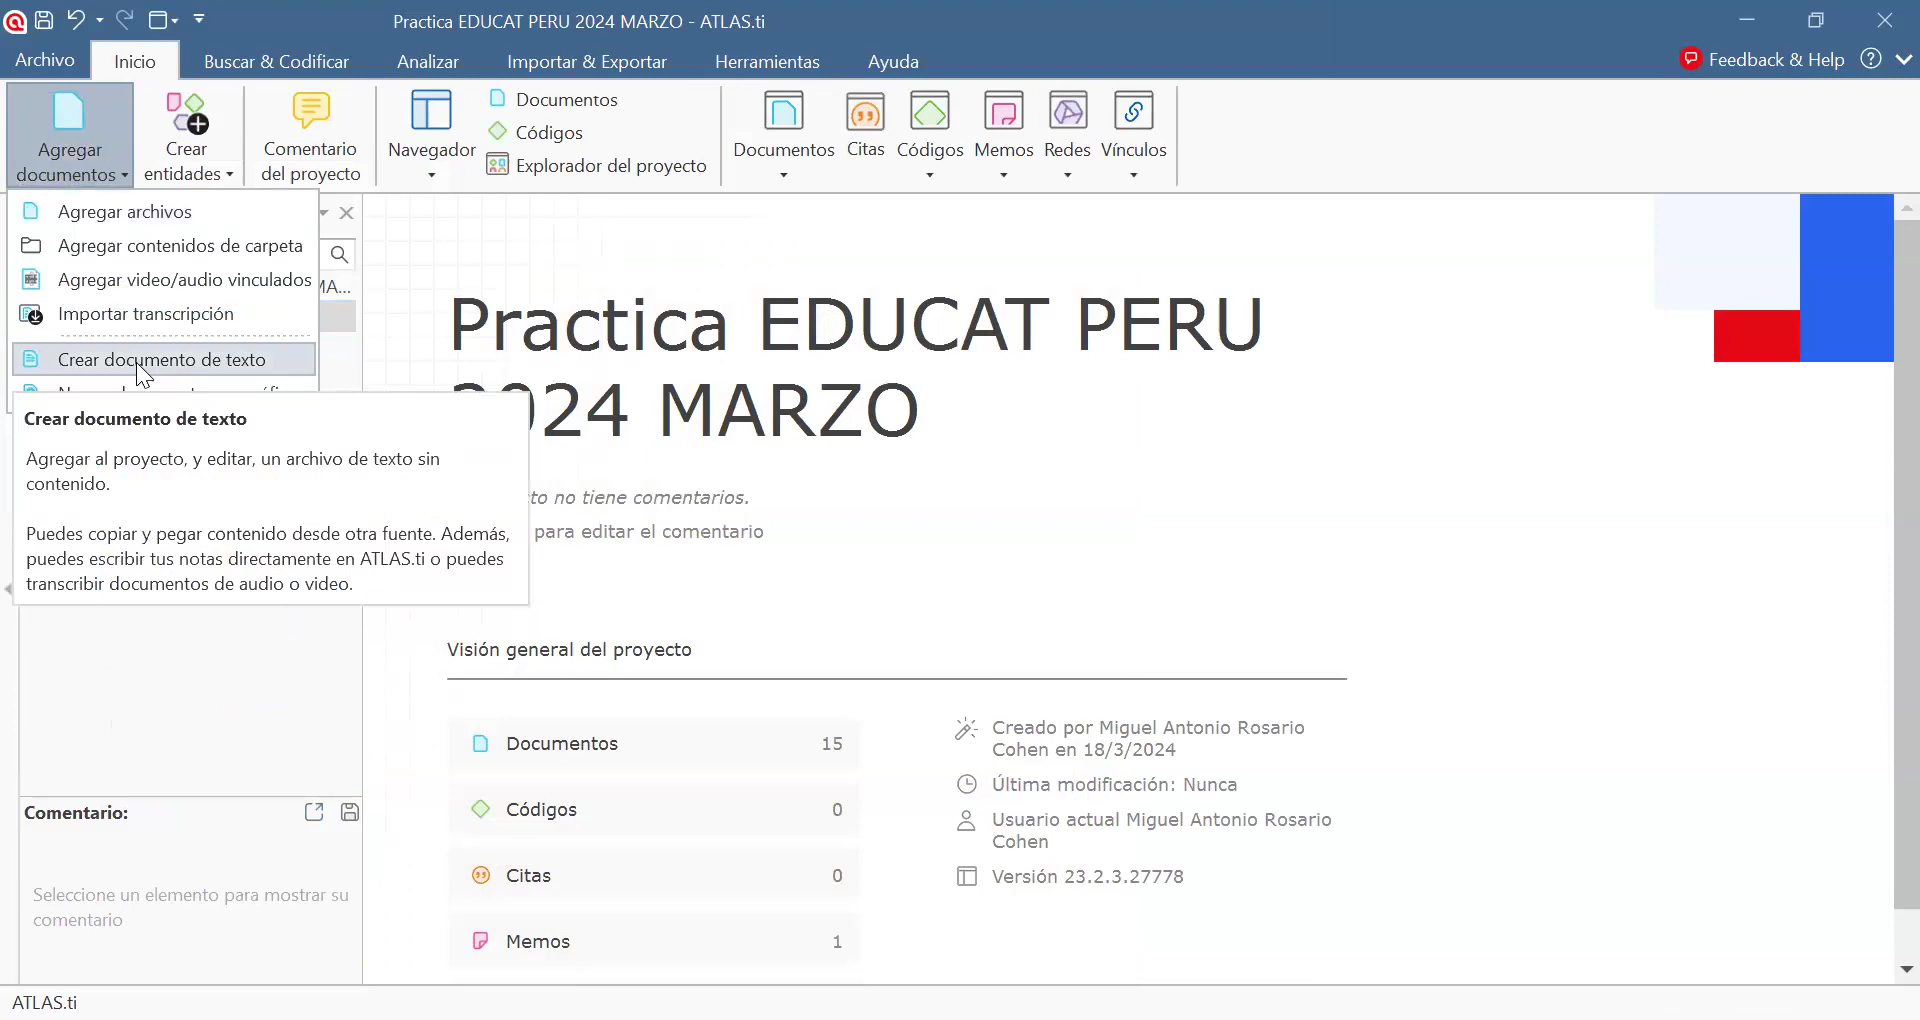 Practica EDUCAT PERU 2024 MARZO - ATLAS.ti
Archivo
Inicio
Buscar & Codificar
Analizar
Importar & Exportar
Herramientas
Ayuda
Feedback & Help
Agregar
documentos
Crear
entidades
Comentario
del proyecto
Navegador
Documentos
Códigos
Explorador del proyecto
Documentos
Citas
Códigos
Memos
Redes
Vínculos
Agregar archivos
Agregar contenidos de carpeta
Agregar video/audio vinculados
MA...
Importar transcripción
Crear documento de texto
Crear documento de texto
Agregar al proyecto, y editar, un archivo de texto sin
contenido.
Puedes copiar y pegar contenido desde otra fuente. Además,
puedes escribir tus notas directamente en ATLAS.ti o puedes
transcribir documentos de audio o video.
Practica EDUCAT PERU
2024 MARZO
to no tiene comentarios.
para editar el comentario
Visión general del proyecto
Documentos 15
Códigos 0
Citas 0
Memos 1
Creado por Miguel Antonio Rosario
Cohen en 18/3/2024
Última modificación: Nunca
Usuario actual Miguel Antonio Rosario
Cohen
Versión 23.2.3.27778
Comentario:
Seleccione un elemento para mostrar su
comentario
ATLAS.ti